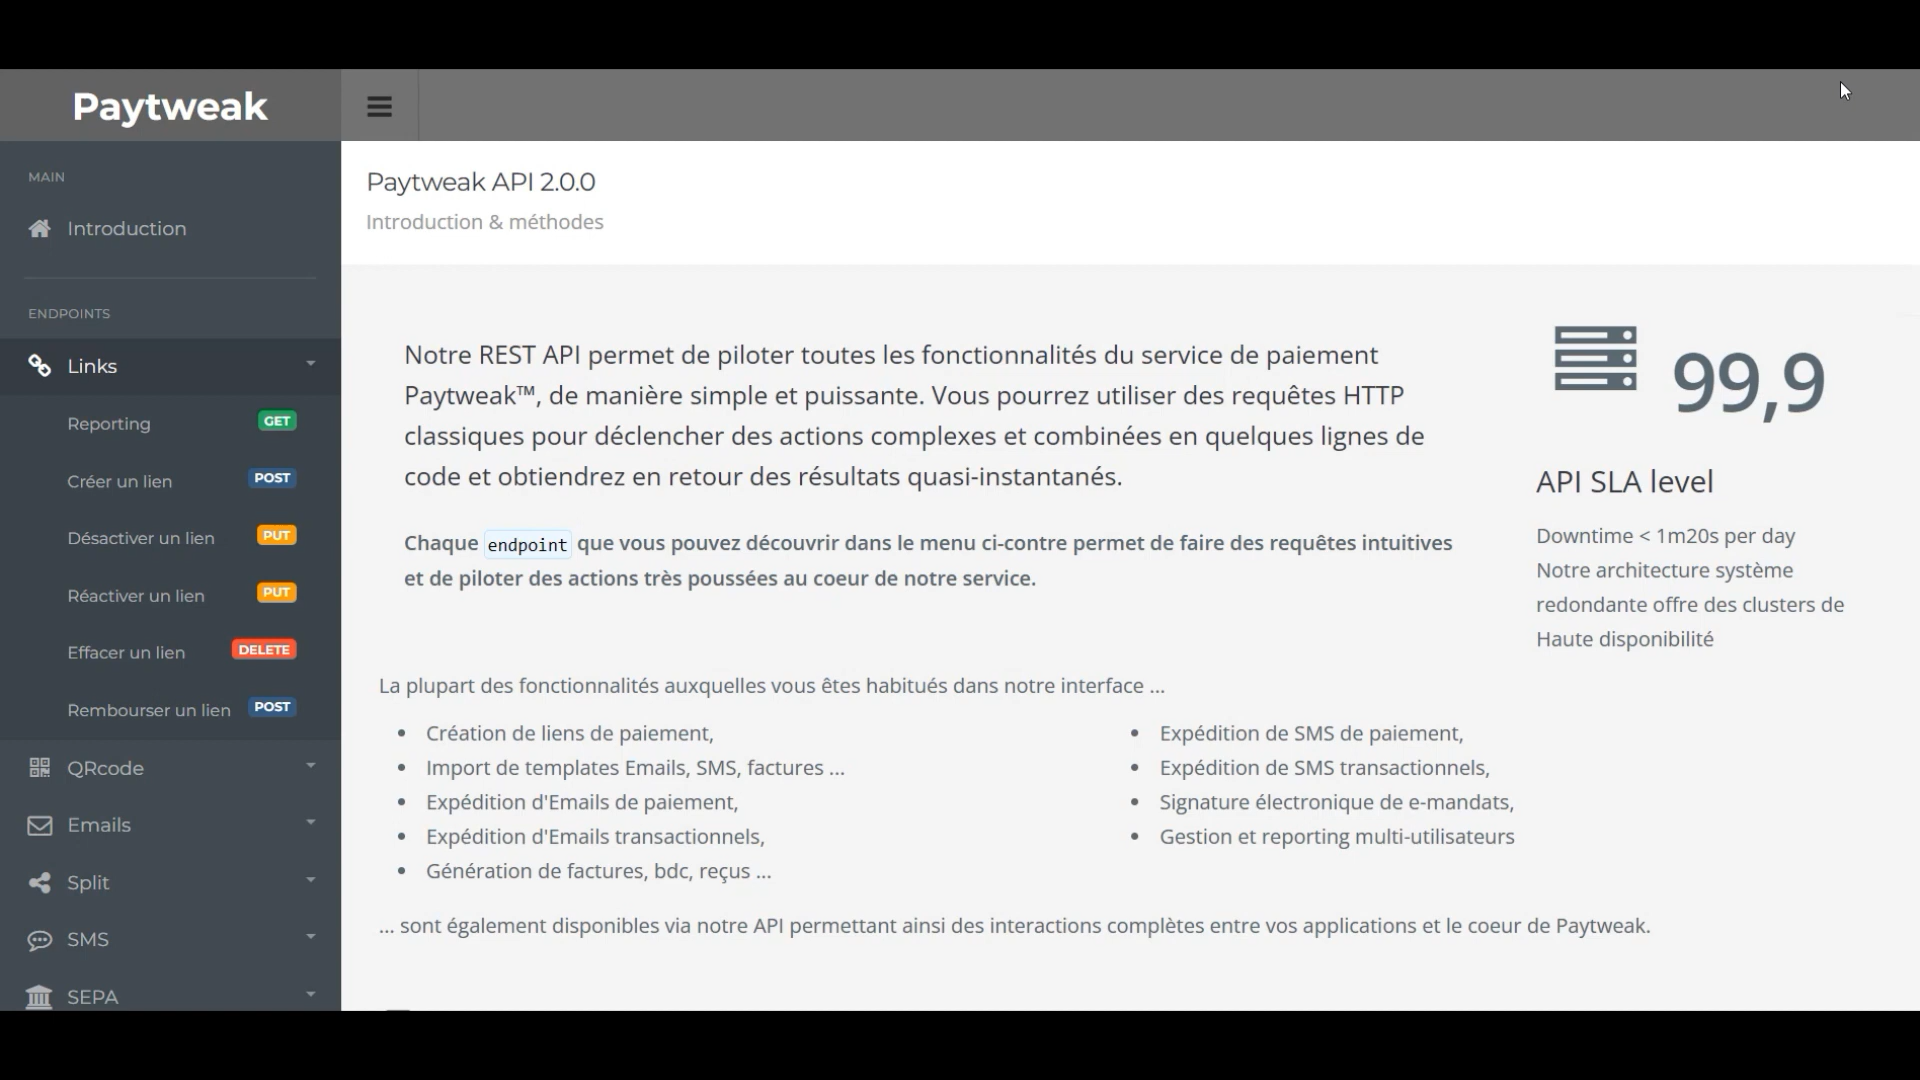 Paytweak
MAIN
Introduction
ENDPOINTS
Links
Reporting GET
Créer un lien POST
Désactiver un lien PUT
Réactiver un lien PUT
Effacer un lien DELETE
Rembourser un lien POST
QRcode
Emails
Split
SMS
SEPA
Paytweak API 2.0.0
Introduction & méthodes
Notre REST API permet de piloter toutes les fonctionnalités du service de paiement
Paytweak™, de manière simple et puissante. Vous pourrez utiliser des requêtes HTTP
classiques pour déclencher des actions complexes et combinées en quelques lignes de
code et obtiendrez en retour des résultats quasi-instantanés.
Chaque endpoint que vous pouvez découvrir dans le menu ci-contre permet de faire des requêtes intuitives
et de piloter des actions très poussées au coeur de notre service.
99,9
API SLA level
Downtime < 1m20s per day
Notre architecture système
redondante offre des clusters de
Haute disponibilité
La plupart des fonctionnalités auxquelles vous êtes habitués dans notre interface ...
• Création de liens de paiement,
• Import de templates Emails, SMS, factures ...
• Expédition d'Emails de paiement,
• Expédition d'Emails transactionnels,
• Génération de factures, bdc, reçus ...
• Expédition de SMS de paiement,
• Expédition de SMS transactionnels,
• Signature électronique de e-mandats,
• Gestion et reporting multi-utilisateurs
... sont également disponibles via notre API permettant ainsi des interactions complètes entre vos applications et le coeur de Paytweak.